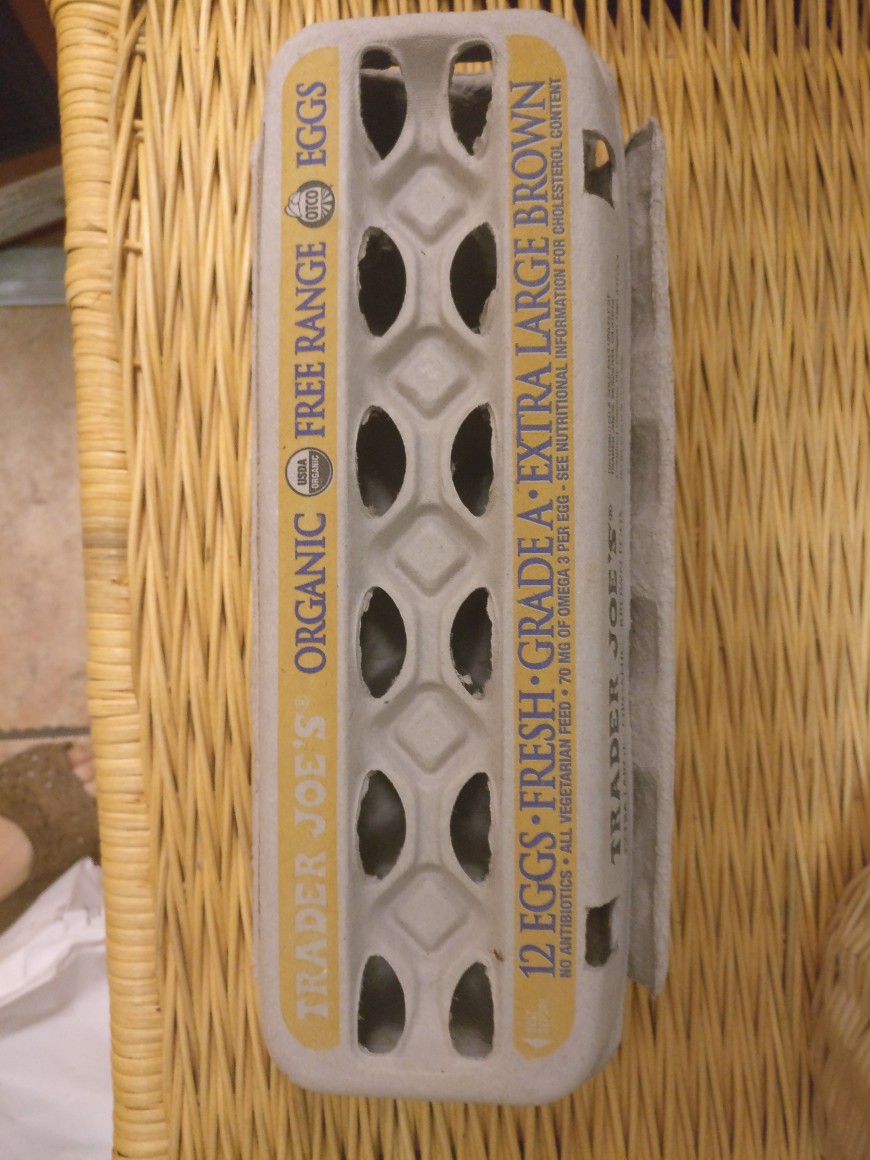 TRADER JOE'S® ORGANIC USDA ORGANIC FREE RANGE OTCO EGGS
12 EGGS • FRESH • GRADE A • EXTRA LARGE BROWN
NO ANTIBIOTICS • ALL VEGETARIAN FEED • 70 MG OF OMEGA 3 PER EGG - SEE NUTRITIONAL INFORMATION FOR CHOLESTEROL CONTENT
TRADER JOE'S®